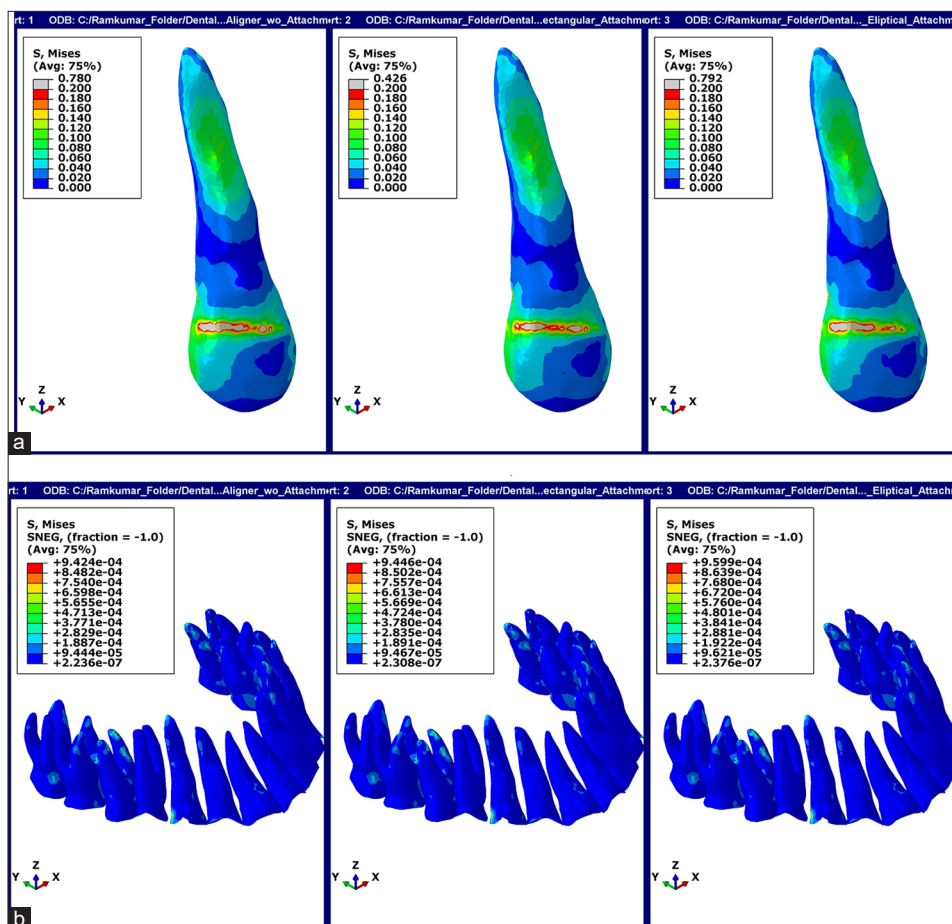 rt: 1 ODB: C:/Ramkumar_Folder/Dental...Aligner_wo_Attachm
ort: 2 ODB: C:/Ramkumar_Folder/Dental...ectangular_Attachm
ort: 3 ODB: C:/Ramkumar_Folder/Dental..._Eliptical_Attachm
S, Mises
(Avg: 75%)
0.780
0.200
0.180
0.160
0.140
0.120
0.100
0.080
0.060
0.040
0.020
0.000
S, Mises
(Avg: 75%)
0.426
0.200
0.180
0.160
0.140
0.120
0.100
0.080
0.060
0.040
0.020
0.000
S, Mises
(Avg: 75%)
0.792
0.200
0.180
0.160
0.140
0.120
0.100
0.080
0.060
0.040
0.020
0.000
Z
Y X
Z
Y X
Z
Y X
a
rt: 1 ODB: C:/Ramkumar_Folder/Dental...Aligner_wo_Attachm
ort: 2 ODB: C:/Ramkumar_Folder/Dental...ectangular_Attachm
ort: 3 ODB: C:/Ramkumar_Folder/Dental..._Eliptical_Attachm
S, Mises
SNEG, (fraction = -1.0)
(Avg: 75%)
+9.424e-04
+8.482e-04
+7.540e-04
+6.598e-04
+5.655e-04
+4.713e-04
+3.771e-04
+2.829e-04
+1.887e-04
+9.444e-05
+2.236e-07
S, Mises
SNEG, (fraction = -1.0)
(Avg: 75%)
+9.446e-04
+8.502e-04
+7.557e-04
+6.613e-04
+5.669e-04
+4.724e-04
+3.780e-04
+2.835e-04
+1.891e-04
+9.467e-05
+2.308e-07
S, Mises
SNEG, (fraction = -1.0)
(Avg: 75%)
+9.599e-04
+8.639e-04
+7.680e-04
+6.720e-04
+5.760e-04
+4.801e-04
+3.841e-04
+2.881e-04
+1.922e-04
+9.621e-05
+2.376e-07
Z
Y X
Z
Y X
Z
Y X
b